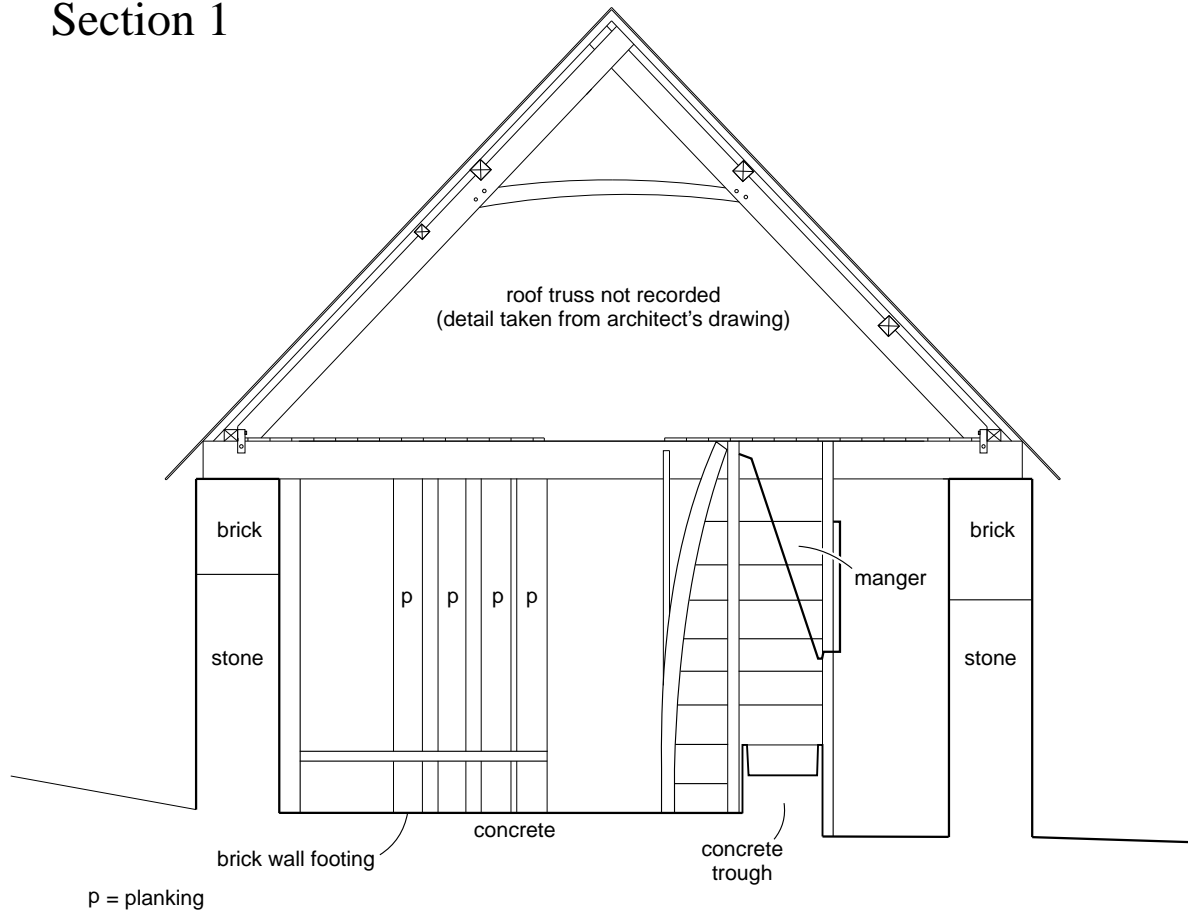 Section 1
roof truss not recorded
(detail taken from architect's drawing)
brick
brick
manger
p
p
p
p
stone
stone
concrete
brick wall footing
concrete
trough
p = planking